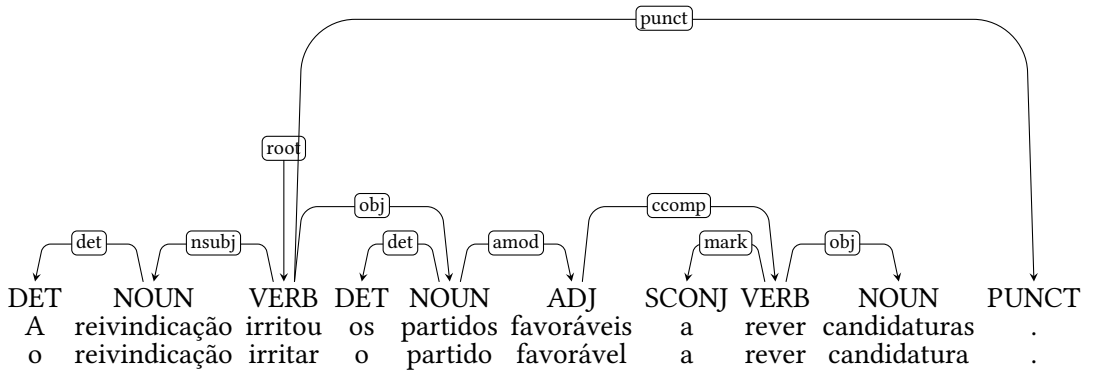 punct
root
obj ccomp
det nsubj det amod mark obj
DET NOUN VERB DET NOUN ADJ SCONJ VERB NOUN PUNCT
A reivindicação irritou os partidos favoráveis a rever candidaturas .
o reivindicação irritar o partido favorável a rever candidatura .